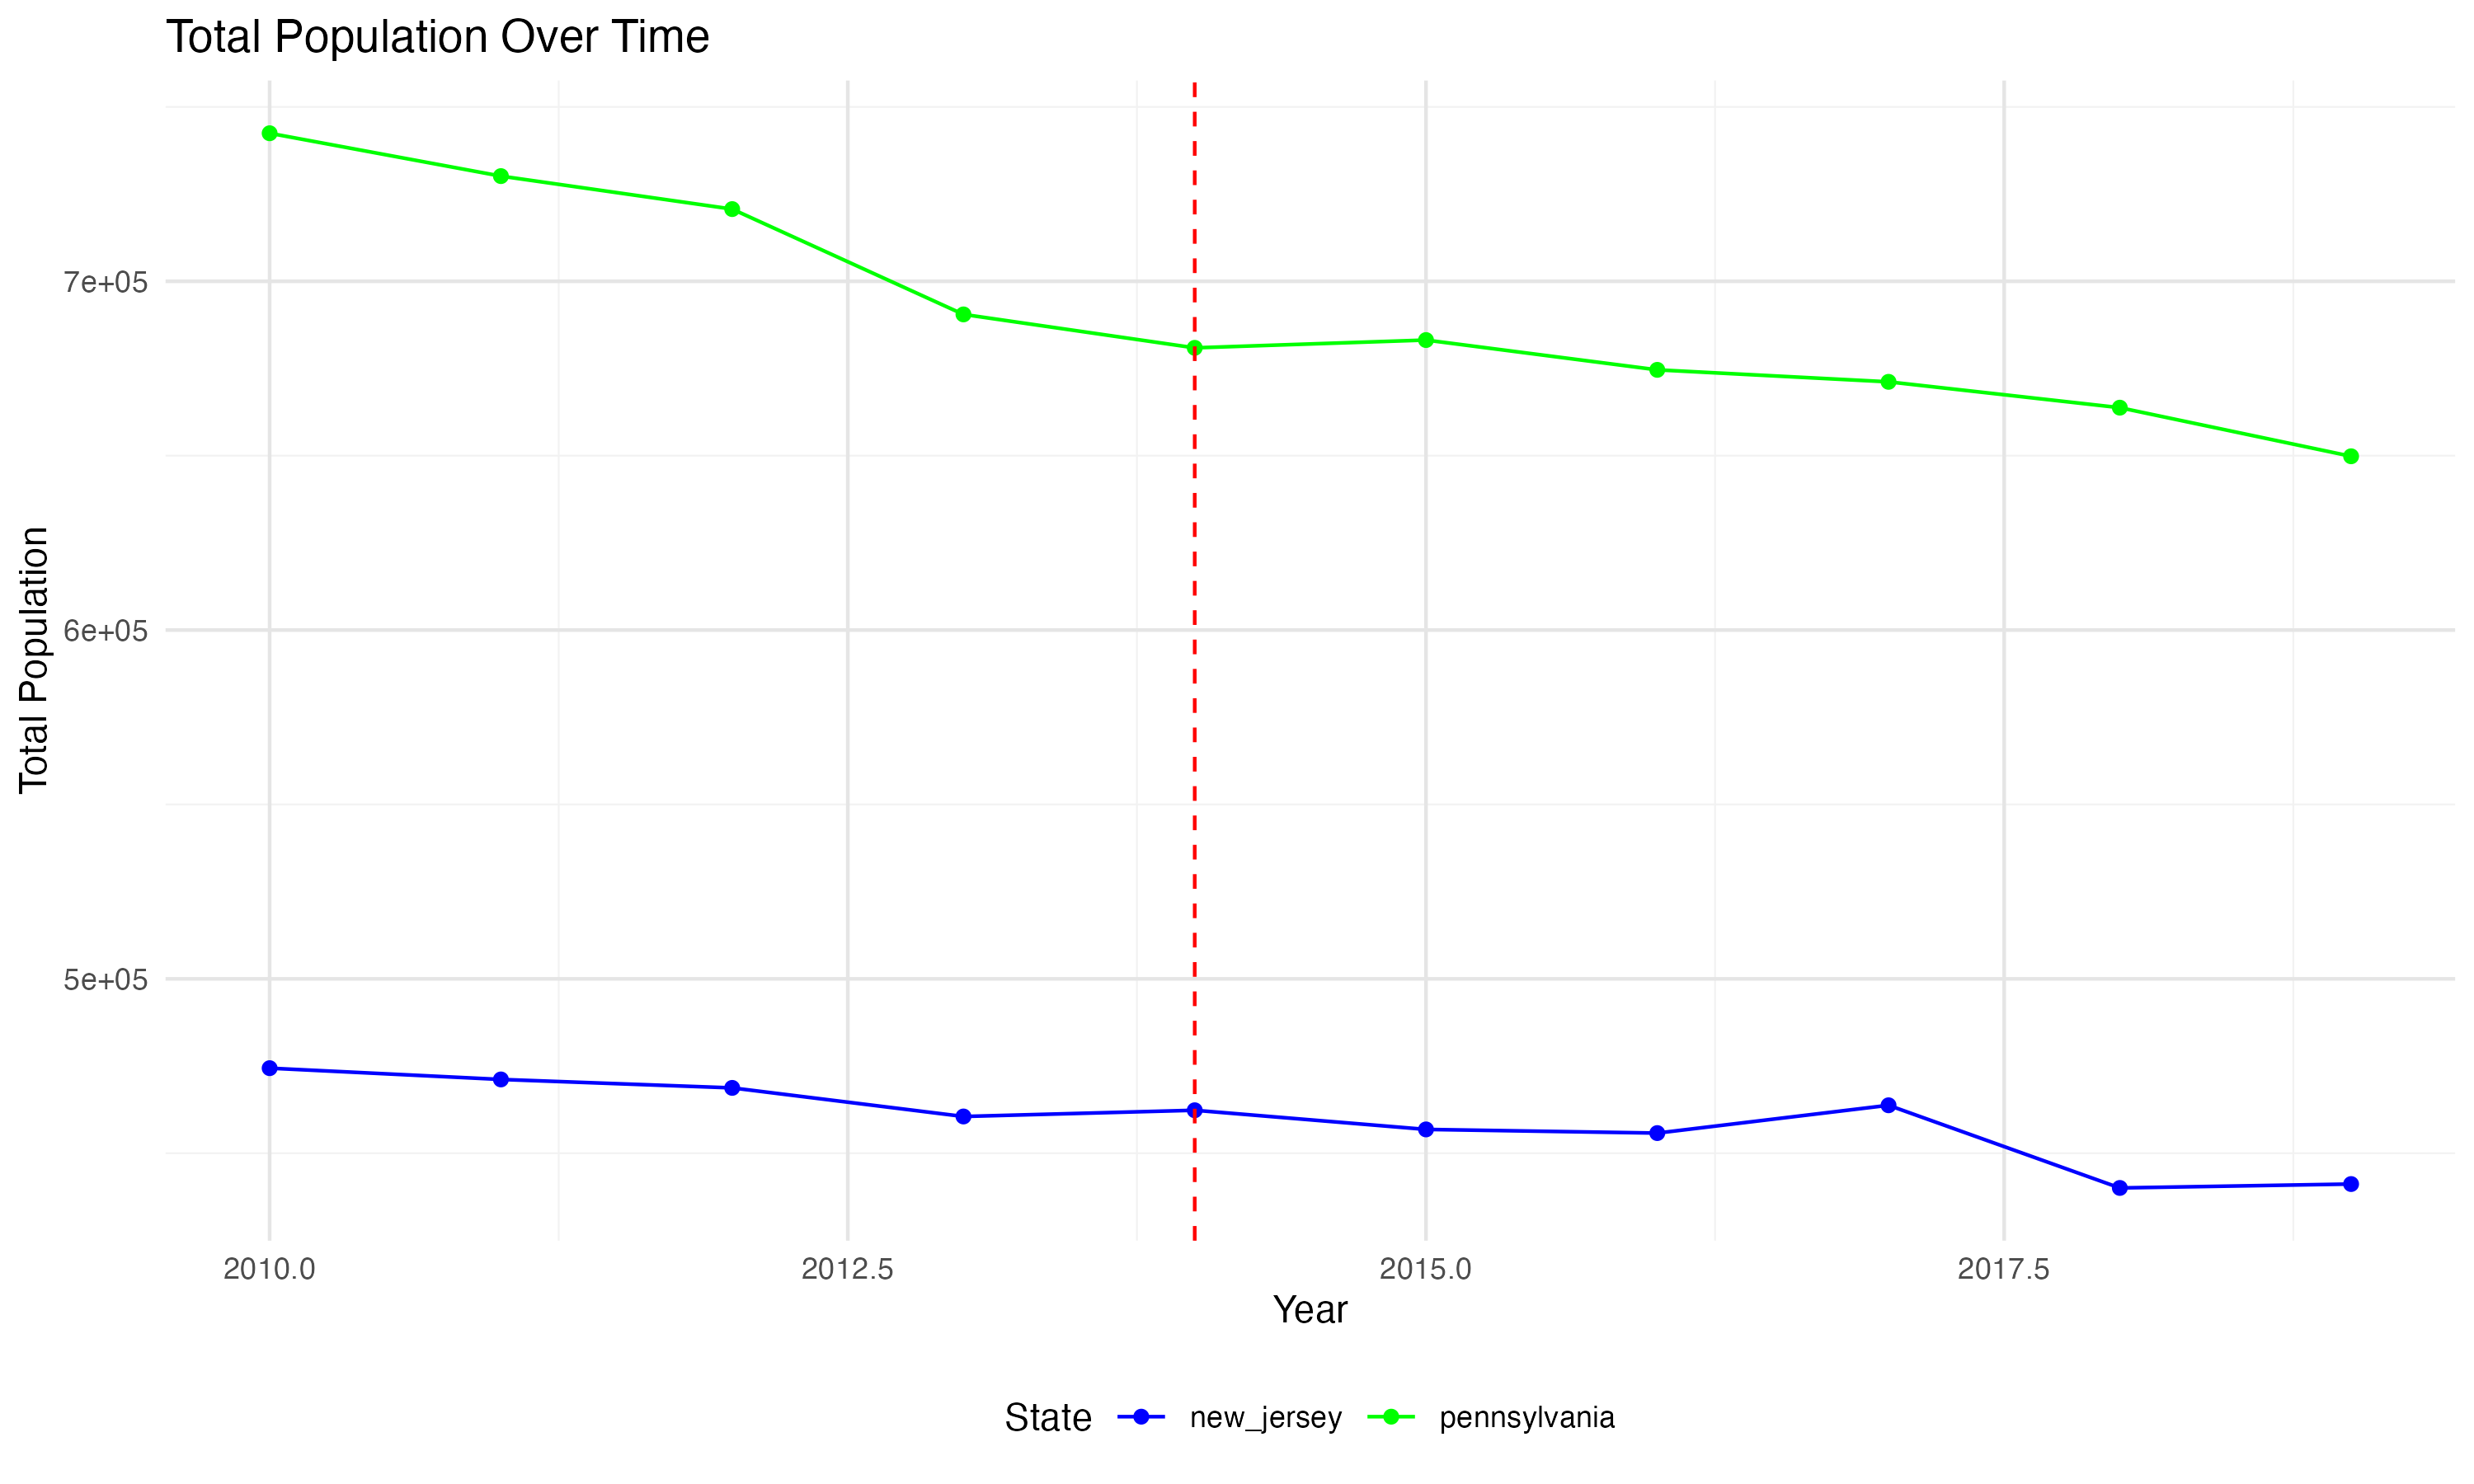 Total Population Over Time
Total Population
7e+05
6e+05
5e+05
2010.0 2012.5 2015.0 2017.5
Year
State new_jersey pennsylvania